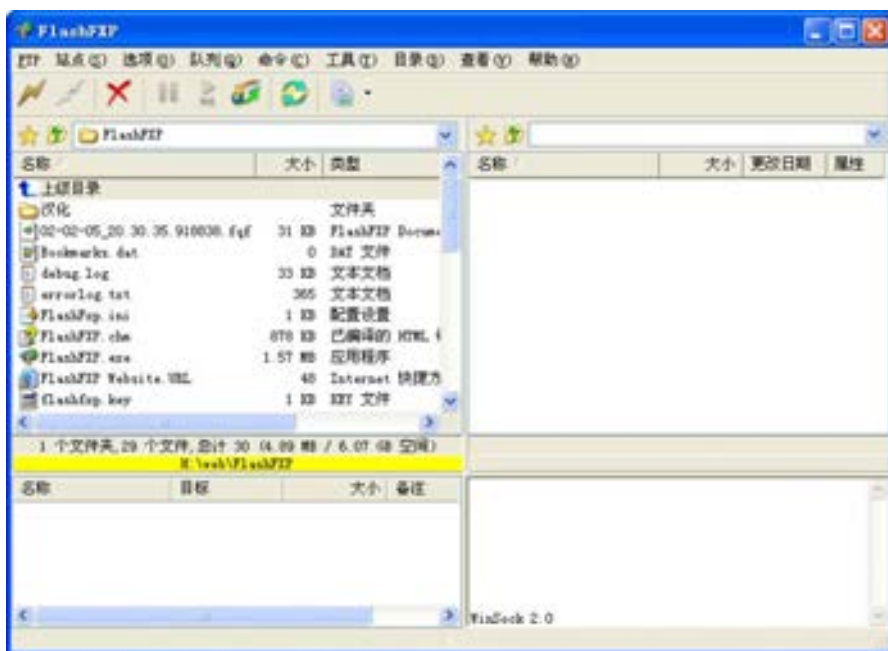 FlashFXP
FTP 站点(S) 选项(O) 队列(Q) 命令(C) 工具(T) 目录(D) 查看(V) 帮助(H)
FlashFXP
名称 大小 类型
名称 大小 更改日期 属性
上级目录
汉化 文件夹
02-02-05_20.30.35.918838.fqf 31 KB FlashFXP Docume
Bookmarks.dat 0 DAT 文件
debug.log 33 KB 文本文档
errorlog.txt 365 文本文档
FlashFxp.ini 1 KB 配置设置
FlashFXP.chm 878 KB 已编译的 HTML
FlashFXP.exe 1.57 MB 应用程序
FlashFXP Website.URL 48 Internet 快捷方
flashfxp.key 1 KB KEY 文件
1 个文件夹,29 个文件,总计 30 (4.89 MB / 6.07 GB 空间)
H:\web\FlashFXP
名称 目标 大小 备注
WinSock 2.0